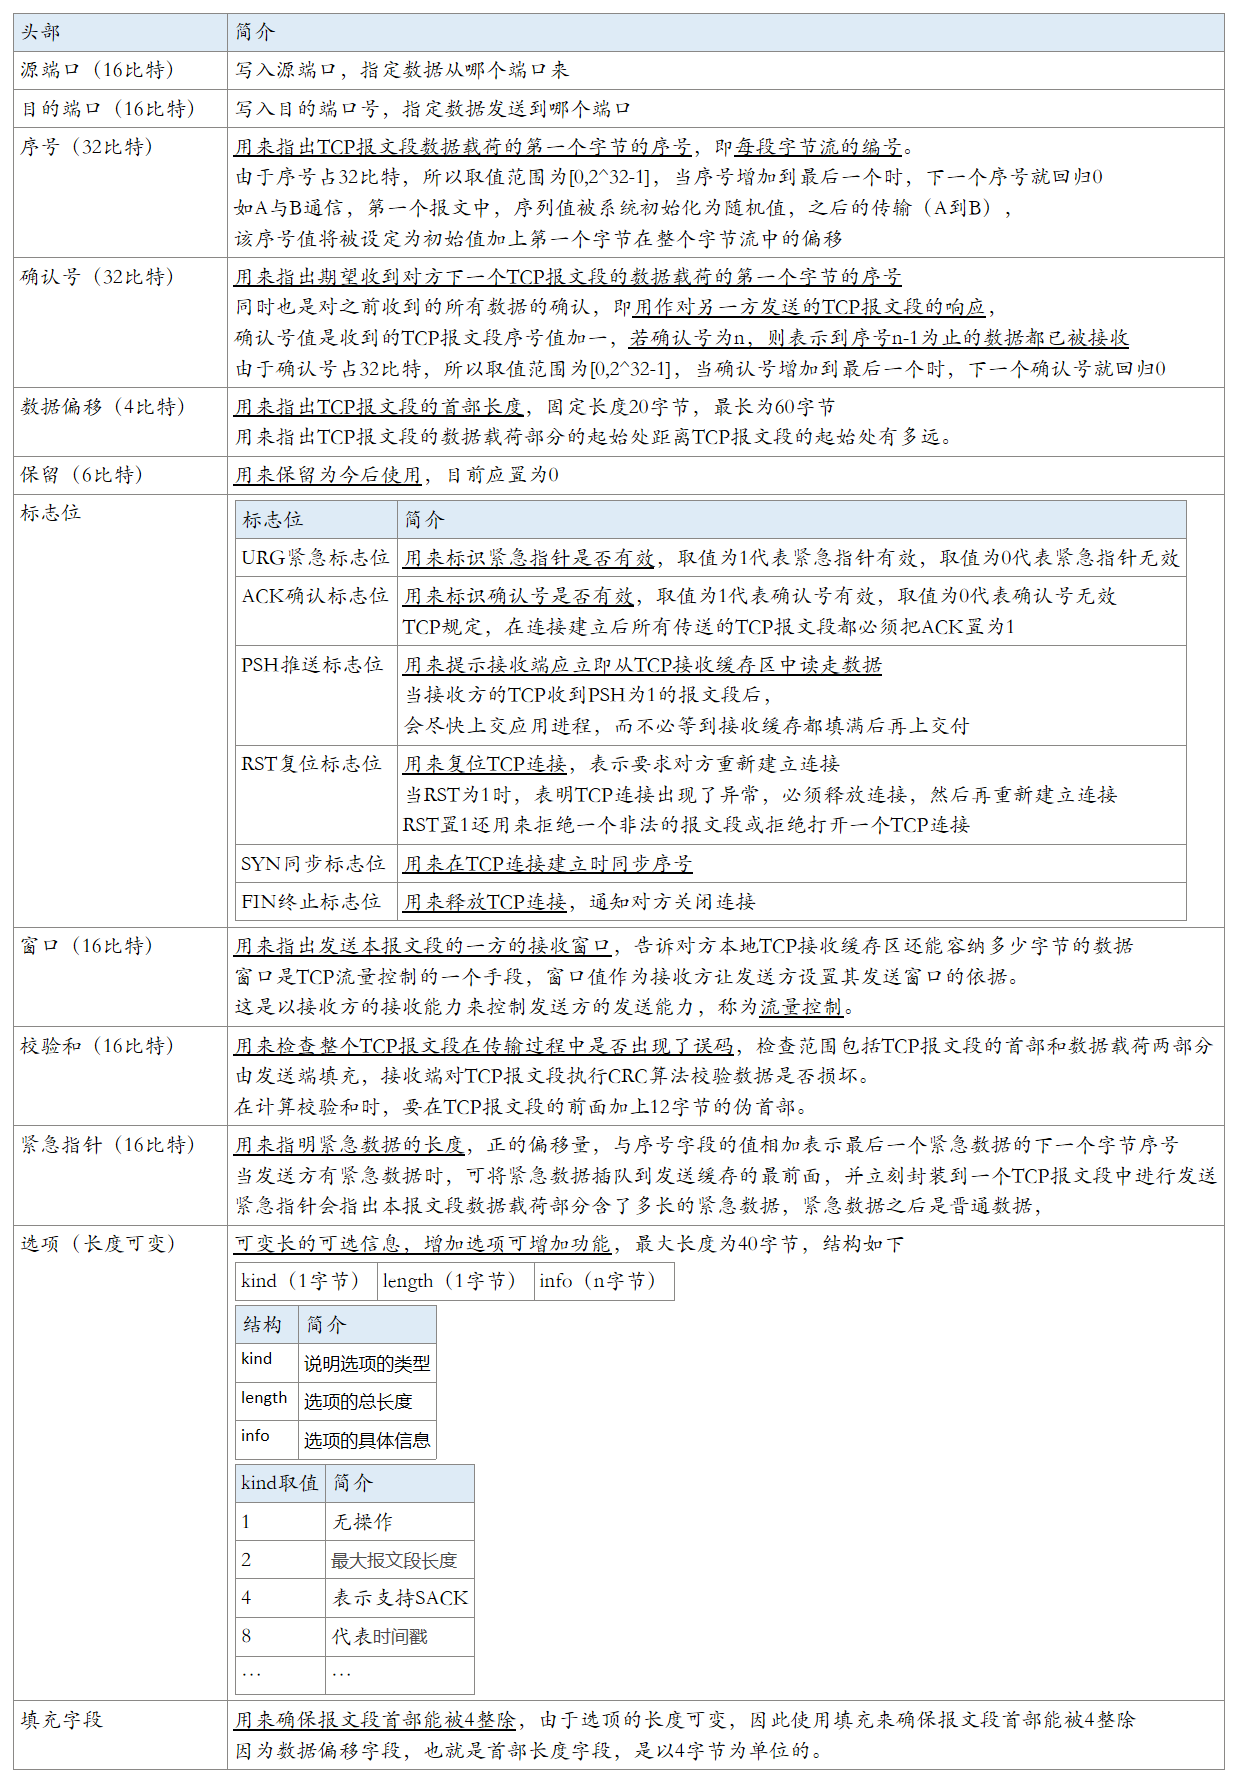 头部 简介
源端口（16比特） 写入源端口，指定数据从哪个端口来
目的端口（16比特） 写入目的端口号，指定数据发送到哪个端口
序号（32比特） 用来指出TCP报文段数据载荷的第一个字节的序号，即每段字节流的编号。
由于序号占32比特，所以取值范围为[0,2^32-1]，当序号增加到最后一个时，下一个序号就回归0
如A与B通信，第一个报文中，序列值被系统初始化为随机值，之后的传输（A到B），
该序号值将被设定为初始值加上第一个字节在整个字节流中的偏移
确认号（32比特） 用来指出期望收到对方下一个TCP报文段的数据载荷的第一个字节的序号
同时也是对之前收到的所有数据的确认，即用作对另一方发送的TCP报文段的响应，
确认号值是收到的TCP报文段序号值加一，若确认号为n，则表示到序号n-1为止的数据都已被接收
由于确认号占32比特，所以取值范围为[0,2^32-1]，当确认号增加到最后一个时，下一个确认号就回归0
数据偏移（4比特） 用来指出TCP报文段的首部长度，固定长度20字节，最长为60字节
用来指出TCP报文段的数据载荷部分的起始处距离TCP报文段的起始处有多远。
保留（6比特） 用来保留为今后使用，目前应置为0
标志位
标志位 简介
URG紧急标志位 用来标识紧急指针是否有效，取值为1代表紧急指针有效，取值为0代表紧急指针无效
ACK确认标志位 用来标识确认号是否有效，取值为1代表确认号有效，取值为0代表确认号无效
TCP规定，在连接建立后所有传送的TCP报文段都必须把ACK置为1
PSH推送标志位 用来提示接收端应立即从TCP接收缓存区中读走数据
当接收方的TCP收到PSH为1的报文段后，
会尽快上交应用进程，而不必等到接收缓存都填满后再上交付
RST复位标志位 用来复位TCP连接，表示要求对方重新建立连接
当RST为1时，表明TCP连接出现了异常，必须释放连接，然后再重新建立连接
RST置1还用来拒绝一个非法的报文段或拒绝打开一个TCP连接
SYN同步标志位 用来在TCP连接建立时同步序号
FIN终止标志位 用来释放TCP连接，通知对方关闭连接
窗口（16比特） 用来指出发送本报文段的一方的接收窗口，告诉对方本地TCP接收缓存区还能容纳多少字节的数据
窗口是TCP流量控制的一个手段，窗口值作为接收方让发送方设置其发送窗口的依据。
这是以接收方的接收能力来控制发送方的发送能力，称为流量控制。
校验和（16比特） 用来检查整个TCP报文段在传输过程中是否出现了误码，检查范围包括TCP报文段的首部和数据载荷两部分
由发送端填充，接收端对TCP报文段执行CRC算法校验数据是否损坏。
在计算校验和时，要在TCP报文段的前面加上12字节的伪首部。
紧急指针（16比特） 用来指明紧急数据的长度，正的偏移量，与序号字段的值相加表示最后一个紧急数据的下一个字节序号
当发送方有紧急数据时，可将紧急数据插队到发送缓存的最前面，并立刻封装到一个TCP报文段中进行发送
紧急指针会指出本报文段数据载荷部分含了多长的紧急数据，紧急数据之后是普通数据，
选项（长度可变） 可变长的可选信息，增加选项可增加功能，最大长度为40字节，结构如下
kind（1字节） length（1字节） info（n字节）
结构 简介
kind 说明选项的类型
length 选项的总长度
info 选项的具体信息
kind取值 简介
1 无操作
2 最大报文段长度
4 表示支持SACK
8 代表时间戳
… …
填充字段 用来确保报文段首部能被4整除，由于选顶的长度可变，因此使用填充来确保报文段首部能被4整除
因为数据偏移字段，也就是首部长度字段，是以4字节为单位的。